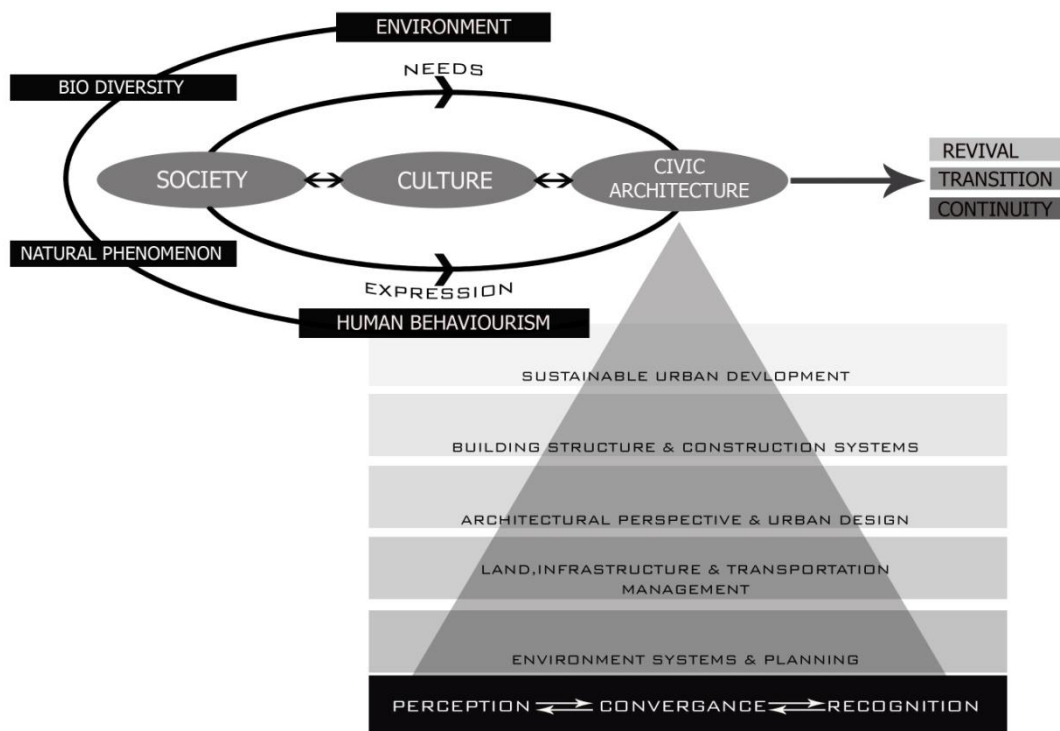 ENVIRONMENT
NEEDS
BIO DIVERSITY
SOCIETY
CULTURE
CIVIC
ARCHITECTURE
REVIVAL
TRANSITION
CONTINUITY
NATURAL PHENOMENON
EXPRESSION
HUMAN BEHAVIOURISM
SUSTAINABLE URBAN DEVLOPMENT
BUILDING STRUCTURE & CONSTRUCTION SYSTEMS
ARCHITECTURAL PERSPECTIVE & URBAN DESIGN
LAND,INFRASTRUCTURE & TRANSPORTATION
MANAGEMENT
ENVIRONMENT SYSTEMS & PLANNING
PERCEPTION CONVERGANCE RECOGNITION